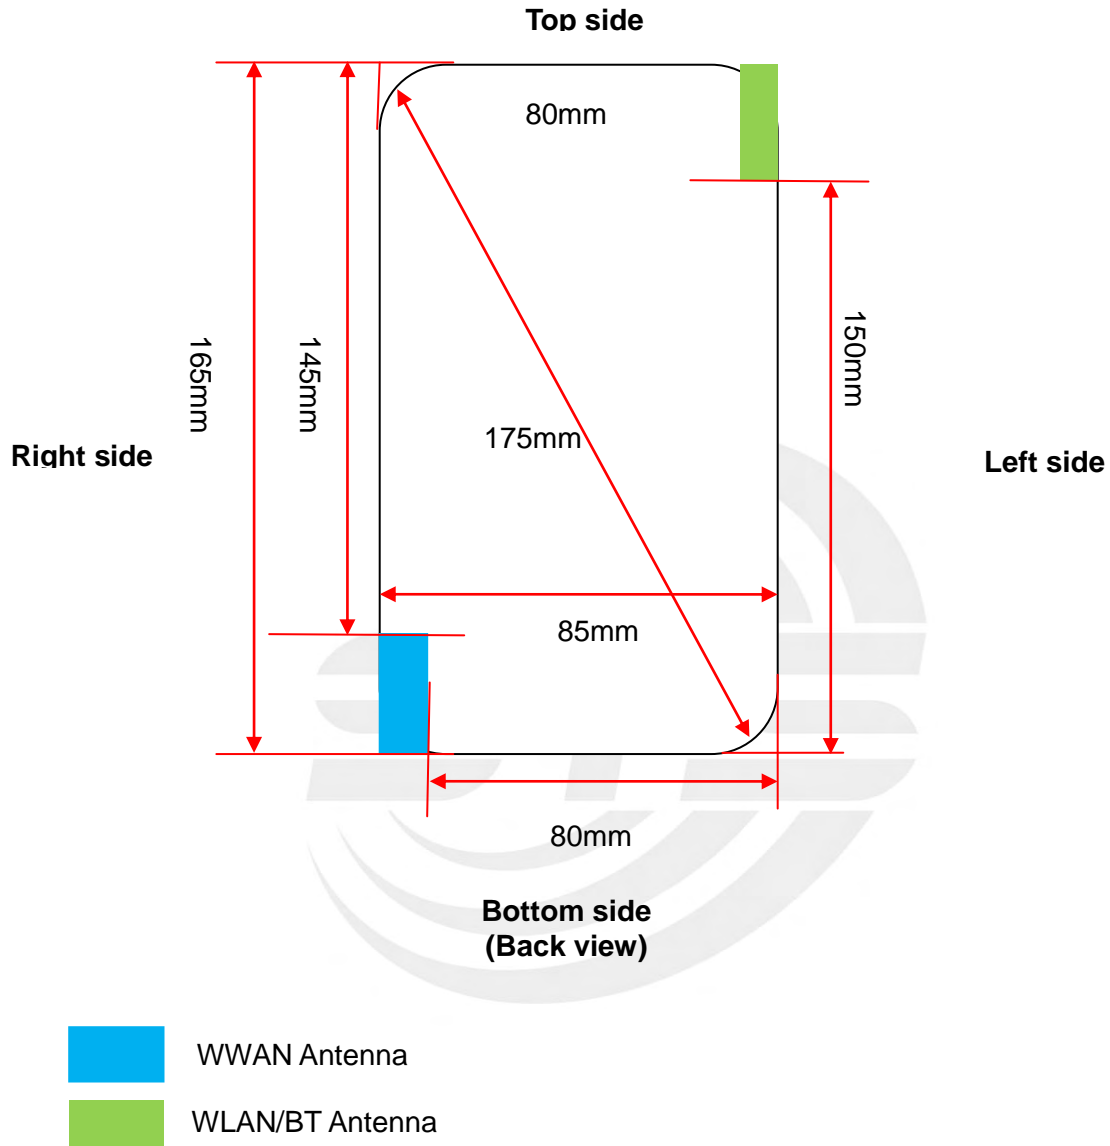 Top side
80mm
165mm
145mm
150mm
175mm
Right side
Left side
85mm
80mm
Bottom side
(Back view)
WWAN Antenna
WLAN/BT Antenna